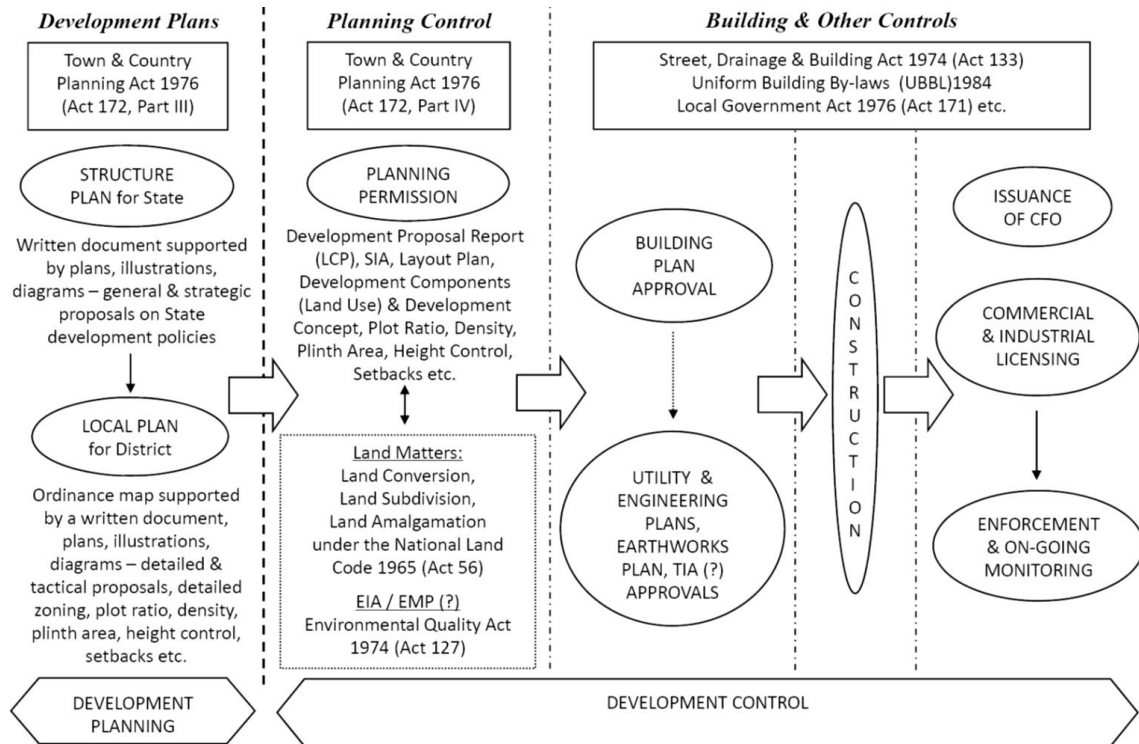 Development Plans
Town & Country
Planning Act 1976
(Act 172, Part III)
STRUCTURE
PLAN for State
Written document supported
by plans, illustrations,
diagrams – general & strategic
proposals on State
development policies
LOCAL PLAN
for District
Ordinance map supported
by a written document,
plans, illustrations,
diagrams – detailed &
tactical proposals, detailed
zoning, plot ratio, density,
plinth area, height control,
setbacks etc.
DEVELOPMENT
PLANNING
Planning Control
Town & Country
Planning Act 1976
(Act 172, Part IV)
PLANNING
PERMISSION
Development Proposal Report
(LCP), SIA, Layout Plan,
Development Components
(Land Use) & Development
Concept, Plot Ratio, Density,
Plinth Area, Height Control,
Setbacks etc.
Land Matters:
Land Conversion,
Land Subdivision,
Land Amalgamation
under the National Land
Code 1965 (Act 56)
EIA / EMP (?)
Environmental Quality Act
1974 (Act 127)
Building & Other Controls
Street, Drainage & Building Act 1974 (Act 133)
Uniform Building By-laws (UBBL)1984
Local Government Act 1976 (Act 171) etc.
BUILDING
PLAN
APPROVAL
UTILITY &
ENGINEERING
PLANS,
EARTHWORKS
PLAN, TIA (?)
APPROVALS
CONSTRUCTION
ISSUANCE
OF CFO
COMMERCIAL
& INDUSTRIAL
LICENSING
ENFORCEMENT
& ON-GOING
MONITORING
DEVELOPMENT CONTROL